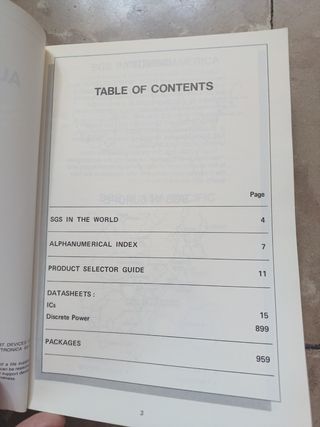 TABLE OF CONTENTS
Page
SGS IN THE WORLD 4
ALPHANUMERICAL INDEX 7
PRODUCT SELECTOR GUIDE 11
DATASHEETS :
ICs 15
Discrete Power 899
PACKAGES 959
3